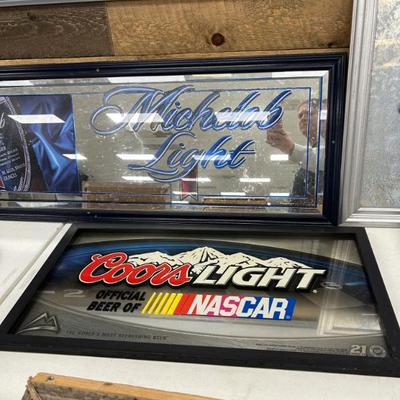 Michelob
Light
Coors LIGHT
OFFICIAL
BEER OF
NASCAR
THE WORLD'S MOST REFRESHING BEER
21